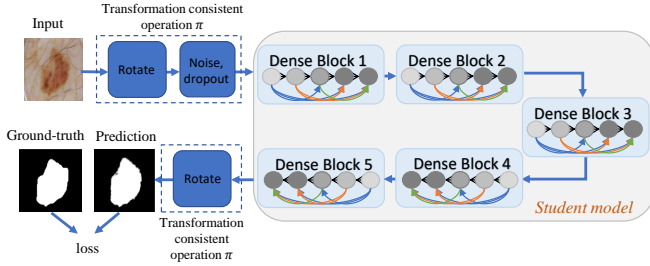 Input
Transformation consistent
operation π
Rotate
Noise,
dropout
Dense Block 1
Dense Block 2
Dense Block 3
Dense Block 4
Dense Block 5
Student model
Rotate
Transformation
consistent
operation π
Ground-truth
Prediction
loss